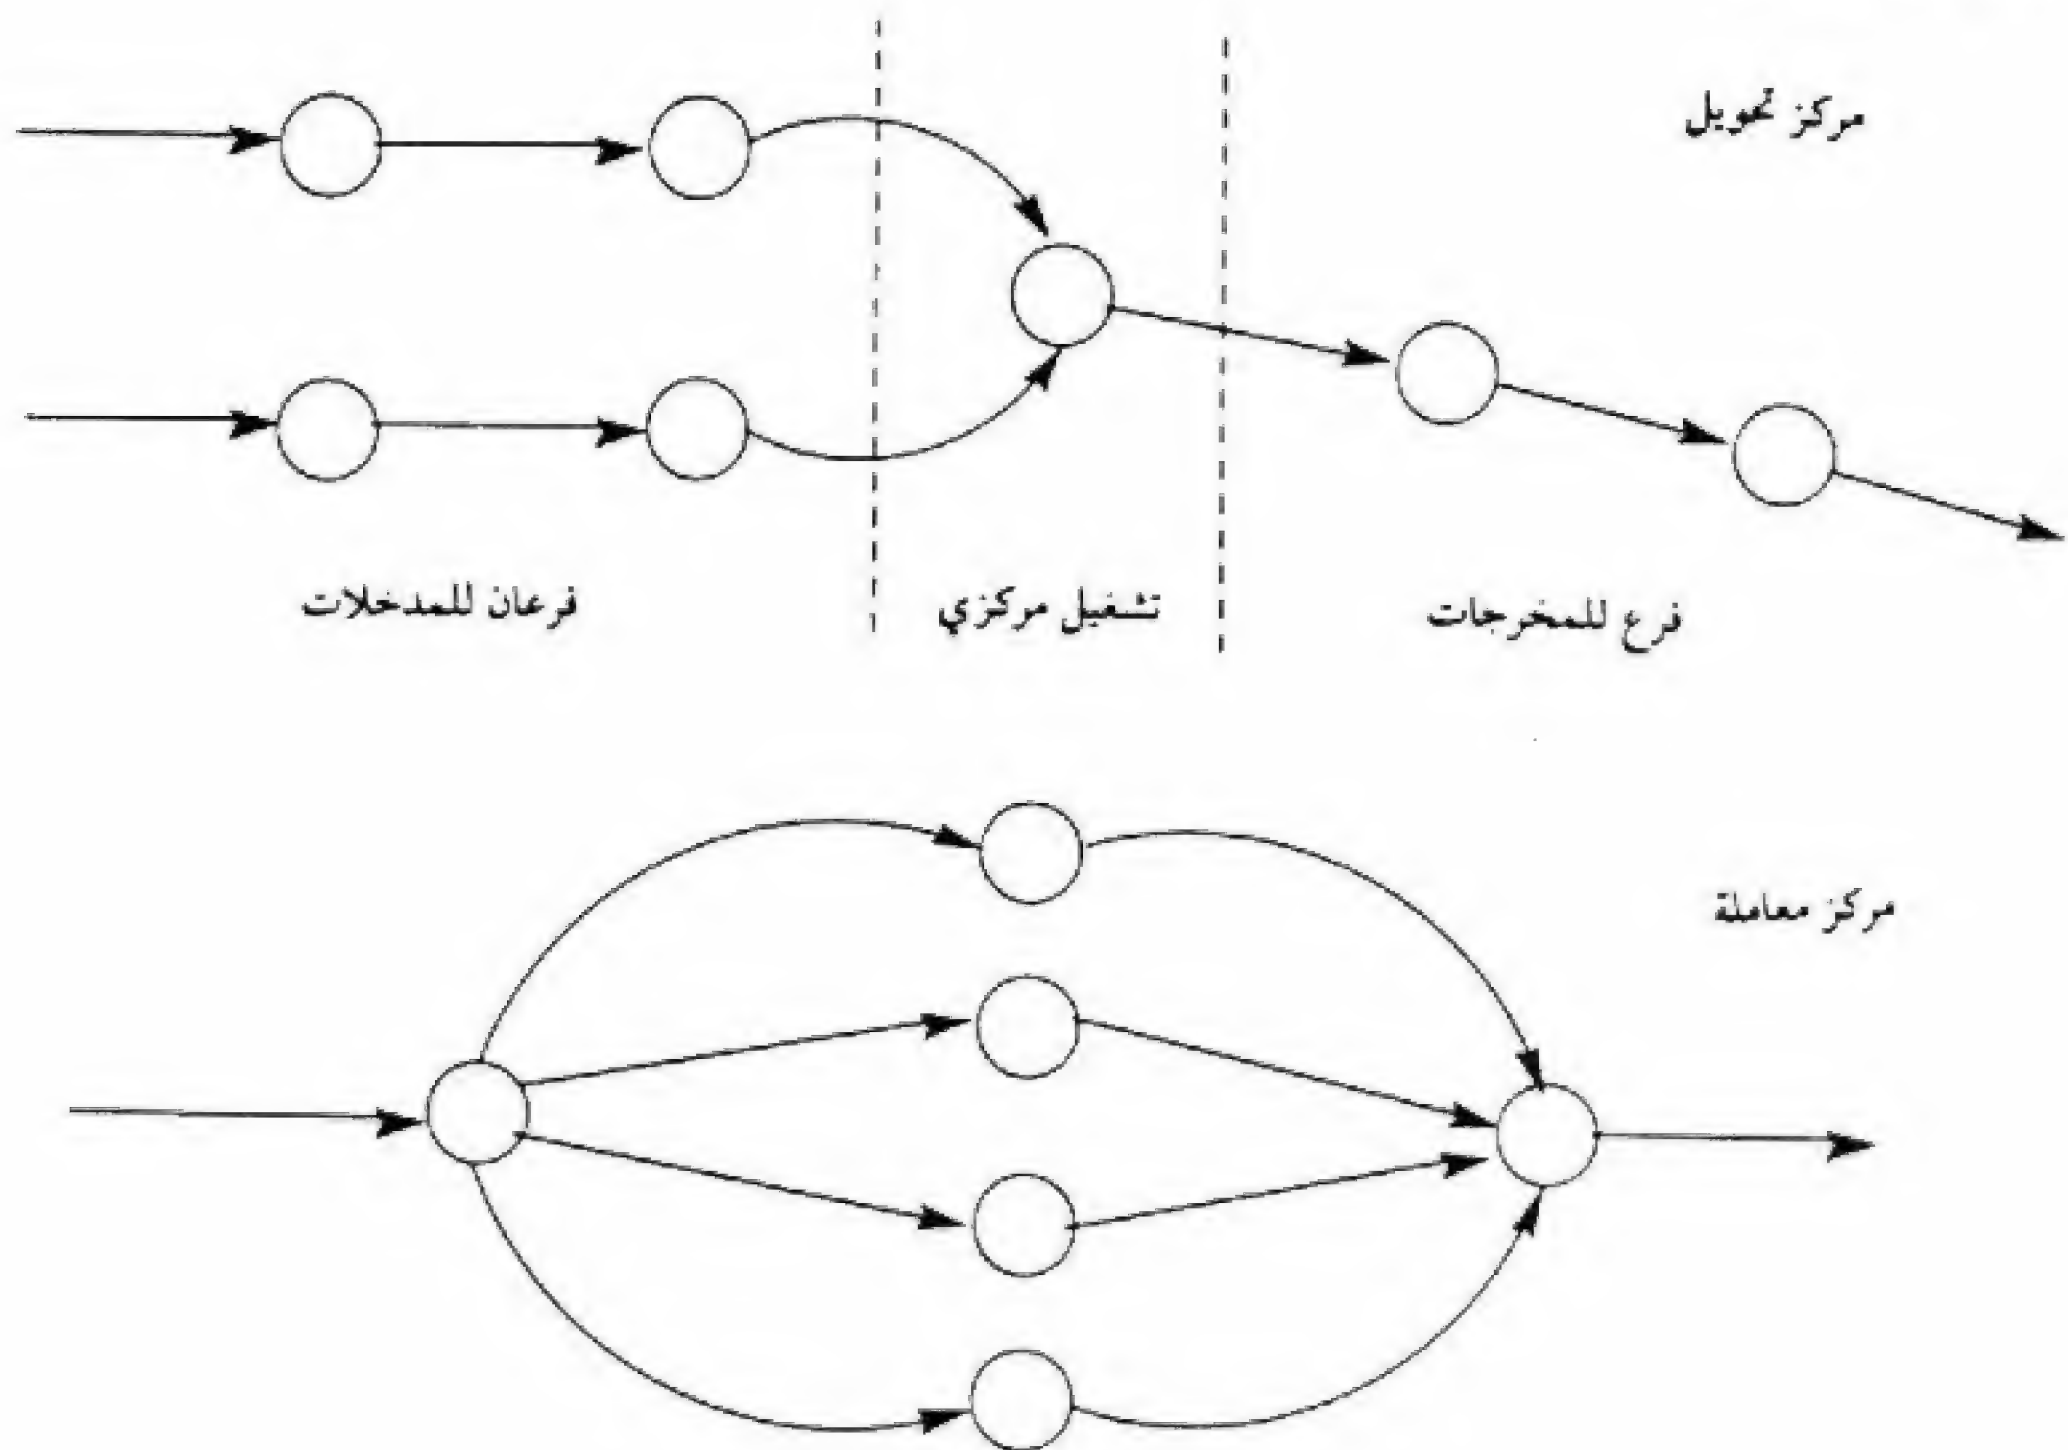 مركز تحويل
فرعان للمدخلات
تشغيل مركزي
فرع للمخرجات
مركز معاملة